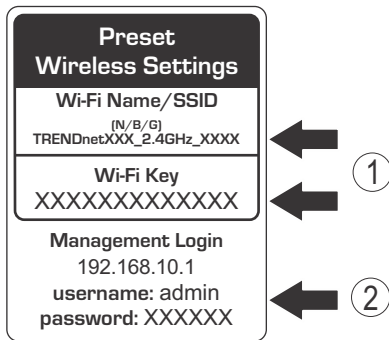 Preset
Wireless Settings
Wi-Fi Name/SSID
(N/B/G)
TRENDnetXXX_2.4GHz_XXXX
Wi-Fi Key
XXXXXXXXXXXXX
Management Login
192.168.10.1
username: admin
password: XXXXXX
1
2